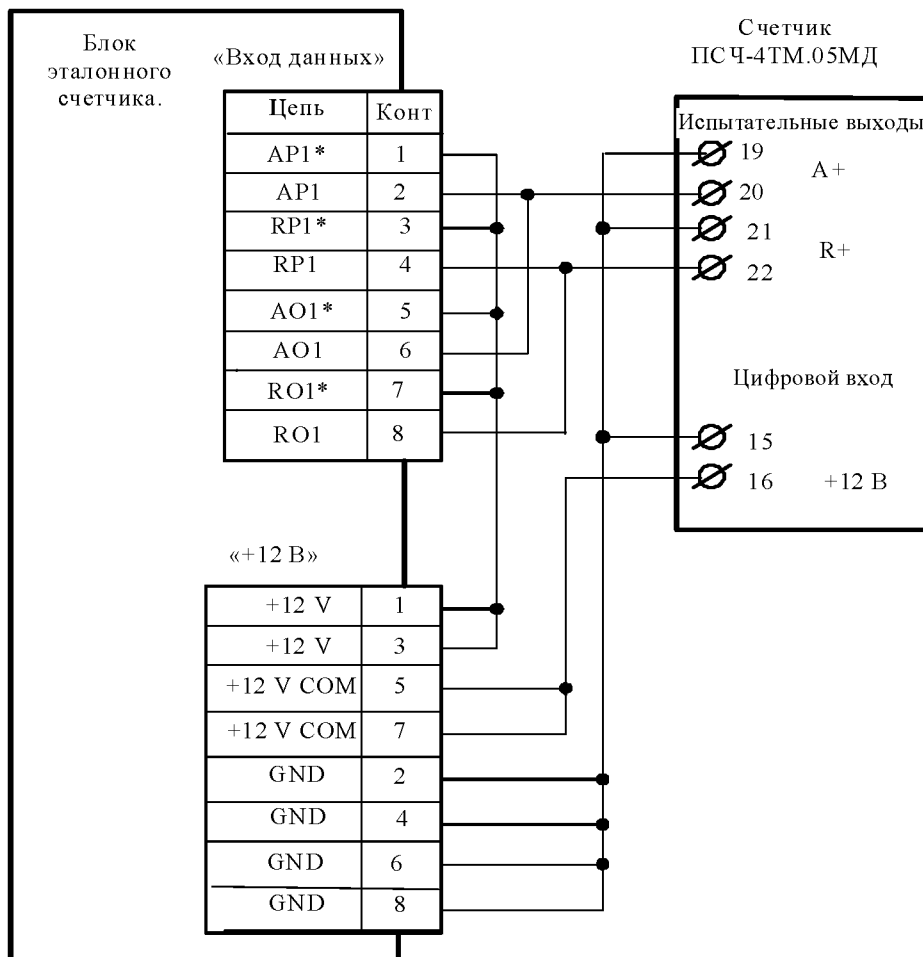 Блок
эталонного
счетчика.
«Вход данных»
Цепь Конт
AP1* 1
AP1 2
RP1* 3
RP1 4
AO1* 5
AO1 6
RO1* 7
RO1 8
«+12 В»
+12 V 1
+12 V 3
+12 V COM 5
+12 V COM 7
GND 2
GND 4
GND 6
GND 8
Счетчик
ПСЧ-4ТМ.05МД
Испытательные выходы
19
A+
20
21
R+
22
Цифровой вход
15
16 +12 В